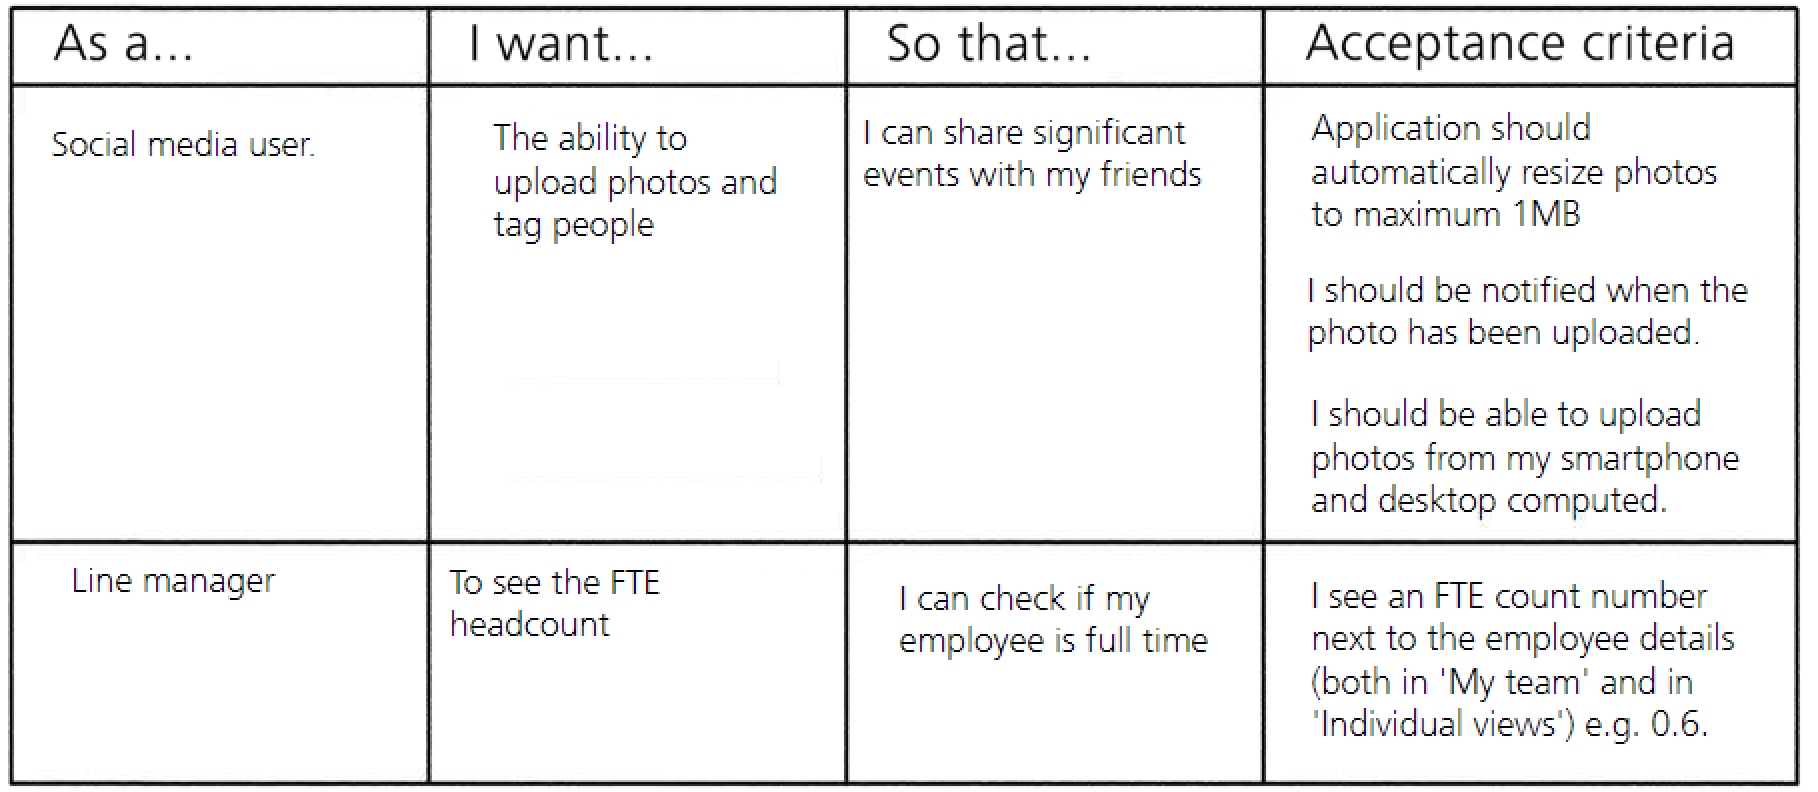 As a...
I want...
So that...
Acceptance criteria
Social media user.
The ability to
upload photos and
tag people
I can share significant
events with my friends
Application should
automatically resize photos
to maximum 1MB
I should be notified when the
photo has been uploaded.
I should be able to upload
photos from my smartphone
and desktop computed.
Line manager
To see the FTE
headcount
I can check if my
employee is full time
I see an FTE count number
next to the employee details
(both in 'My team' and in
'Individual views') e.g. 0.6.